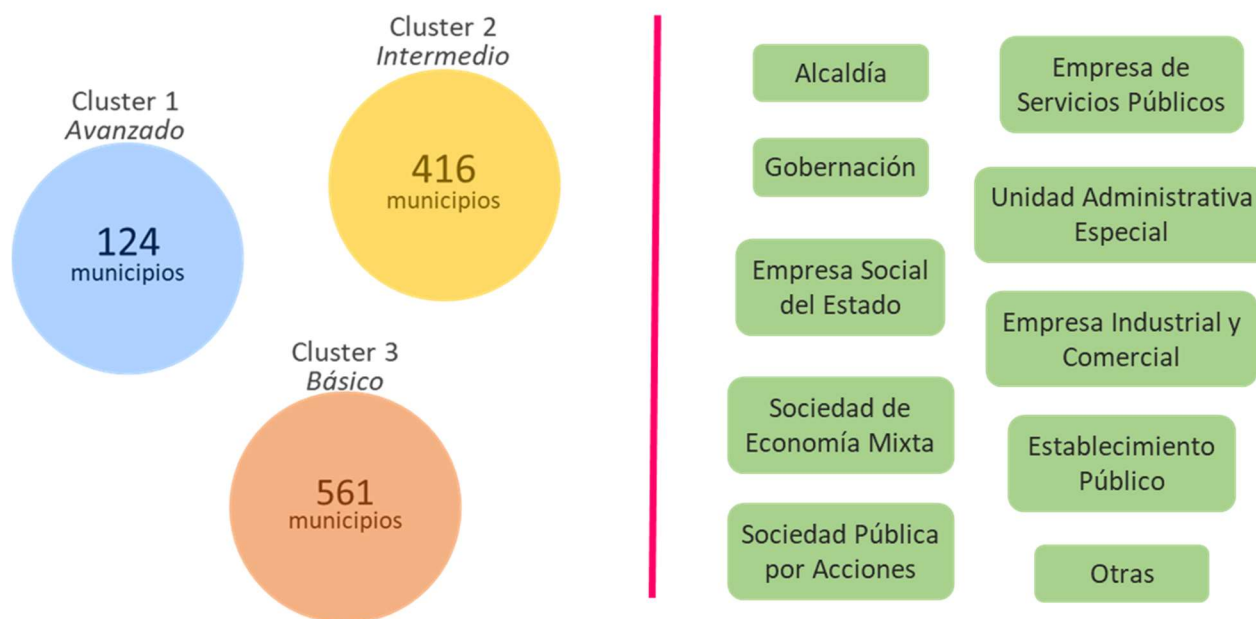 Cluster 1
Avanzado
124
municipios
Cluster 2
Intermedio
416
municipios
Cluster 3
Básico
561
municipios
Alcaldía
Gobernación
Empresa Social
del Estado
Sociedad de
Economía Mixta
Sociedad Pública
por Acciones
Empresa de
Servicios Públicos
Unidad Administrativa
Especial
Empresa Industrial y
Comercial
Establecimiento
Público
Otras